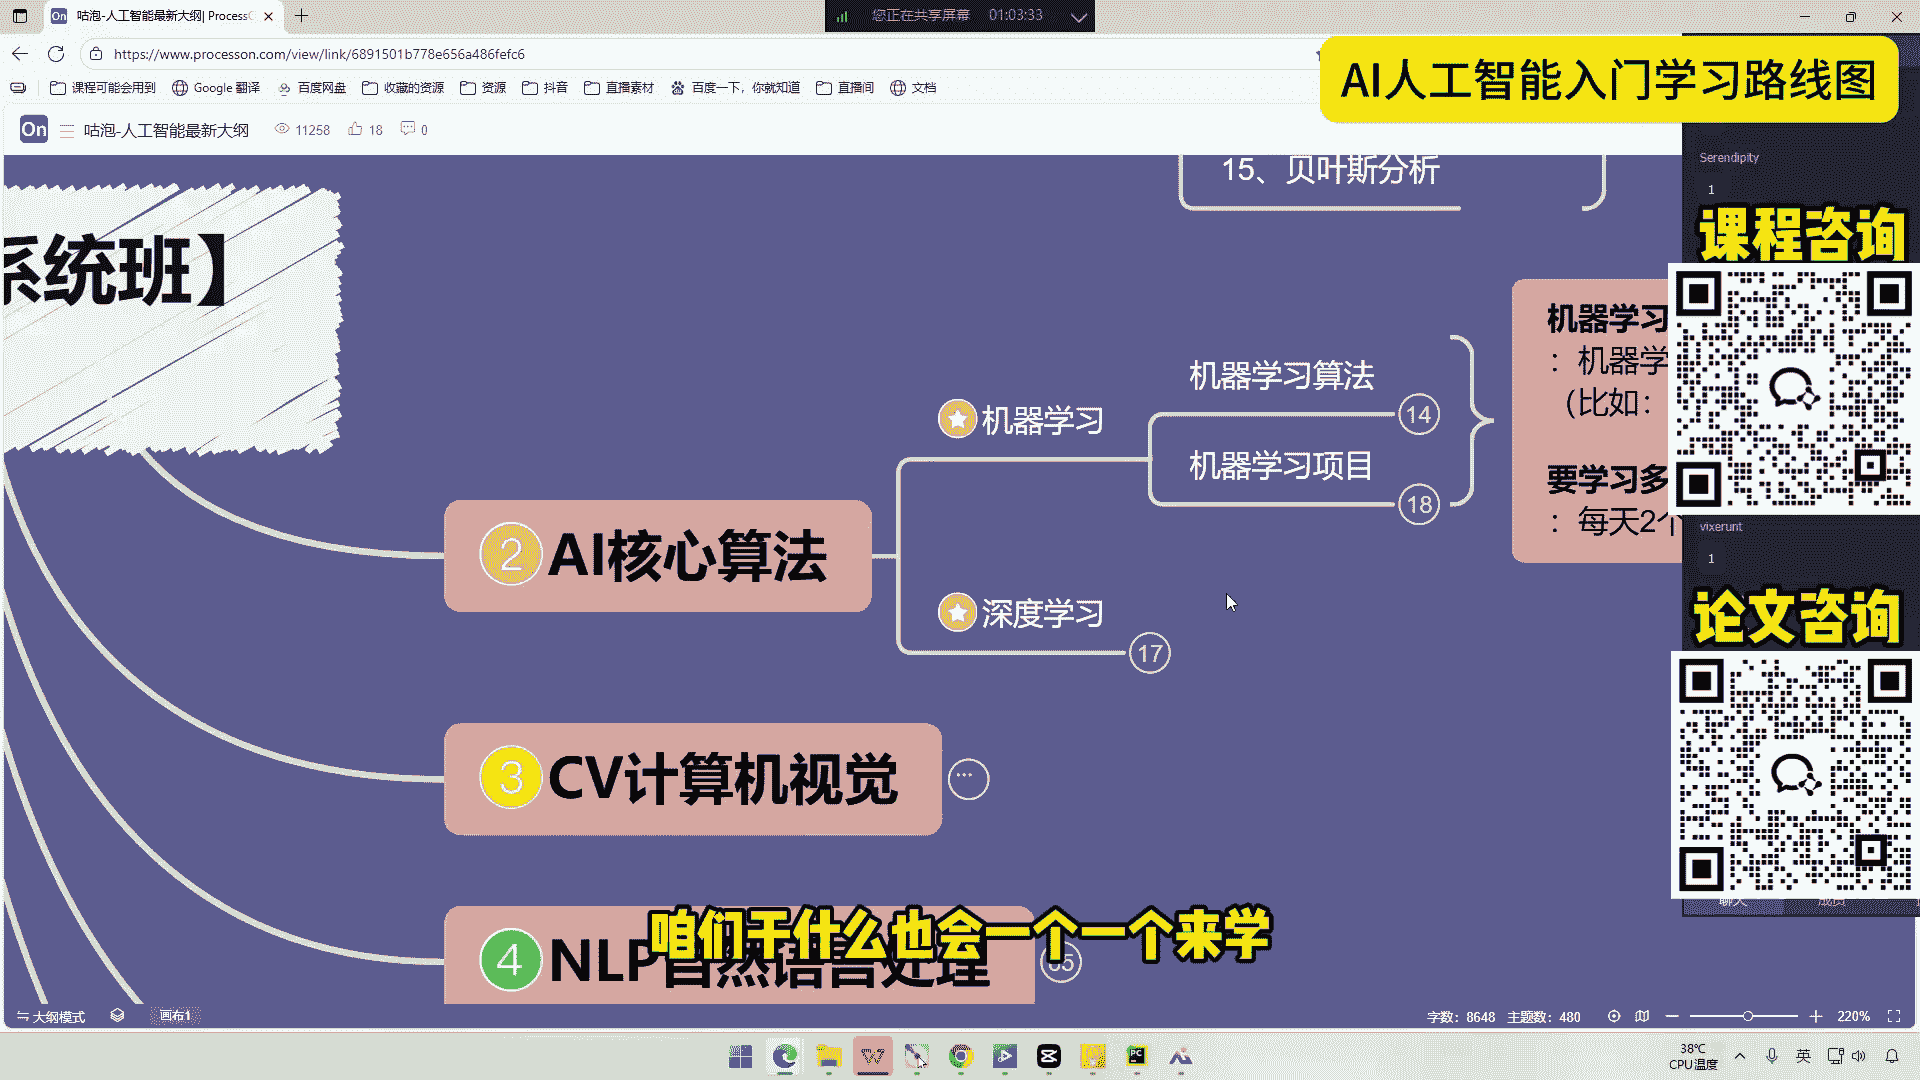 咕泡-人工智能最新大纲| ProcessO
您正在共享屏幕 01:03:33
https://www.processon.com/view/link/6891501b778e656a486fefc6
课程可能会用到 Google 翻译 百度网盘 收藏的资源 资源 抖音 直播素材 百度一下，你就知道 直播间 文档
AI人工智能入门学习路线图
On 咕泡-人工智能最新大纲 11258 18 0
Serendipity
1
15、贝叶斯分析
课程咨询
系统班】
机器学习
：机器学
（比如：
机器学习算法 14
机器学习
机器学习项目 18
要学习多
：每天2个
vixerunt
1
2 AI核心算法
深度学习 17
论文咨询
3 CV计算机视觉
4 NLP自然语言处理
咱们干什么也会一个一个来学
聊天 成员
大纲模式 画布1 字数：8648 主题数：480 220%
38℃
CPU温度
英